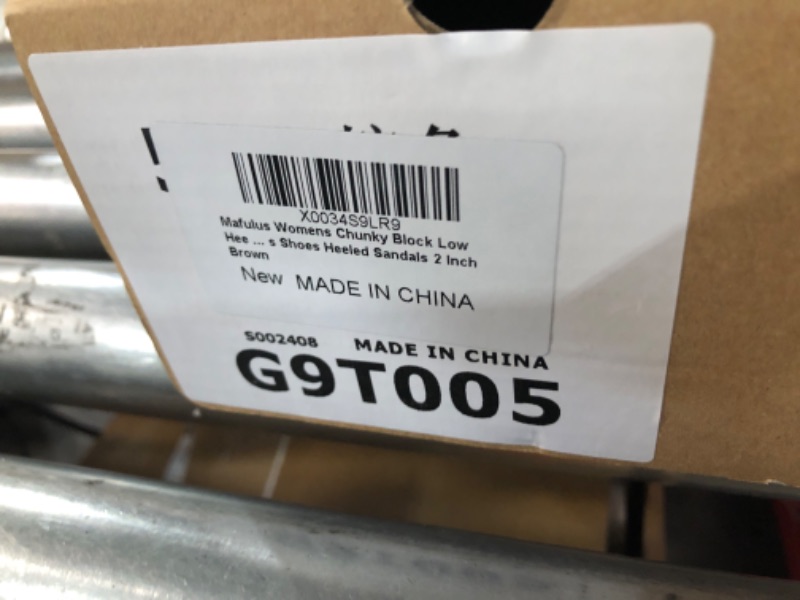 X0034S9LR9
Mafulus Womens Chunky Block Low
Hee ... s Shoes Heeled Sandals 2 Inch
Brown
New MADE IN CHINA
S002408 MADE IN CHINA
G9T005